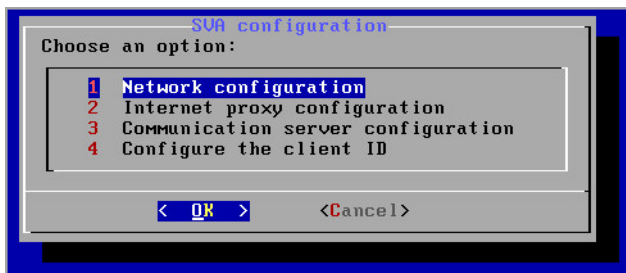 SVA configuration
Choose an option:
1 Network configuration
2 Internet proxy configuration
3 Communication server configuration
4 Configure the client ID
< OK > <Cancel>